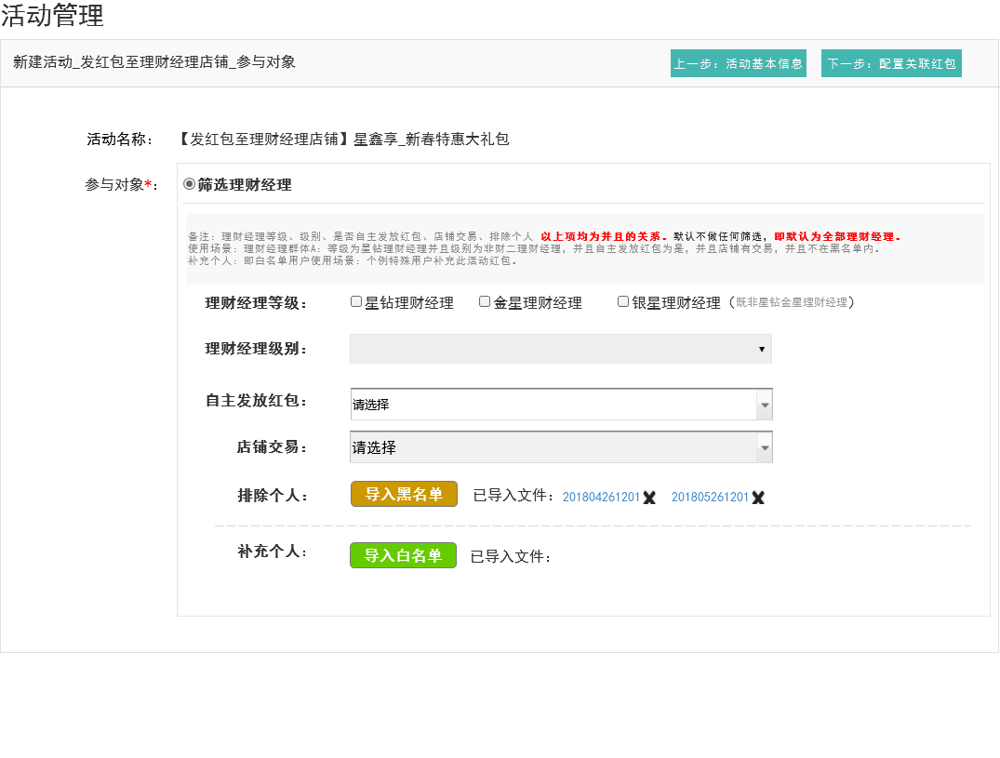 活动管理
新建活动_发红包至理财经理店铺_参与对象
上一步：活动基本信息
下一步：配置关联红包
活动名称： 【发红包至理财经理店铺】星鑫享_新春特惠大礼包
参与对象*： 筛选理财经理
备注：理财经理等级、级别、是否自主发放红包、店铺交易、排除个人 以上项均为并且的关系。默认不做任何筛选，即默认为全部理财经理。
使用场景：理财经理群体A：等级为星钻理财经理并且级别为非财二理财经理，并且自主发放红包为是，并且店铺有交易，并且不在黑名单内。
补充个人：即白名单用户使用场景：个例特殊用户补充此活动红包。
理财经理等级： 星钻理财经理 金星理财经理 银星理财经理（既非星钻金星理财经理）
理财经理级别：
自主发放红包： 请选择
店铺交易： 请选择
排除个人： 导入黑名单 已导入文件：201804261201 201805261201
补充个人： 导入白名单 已导入文件：